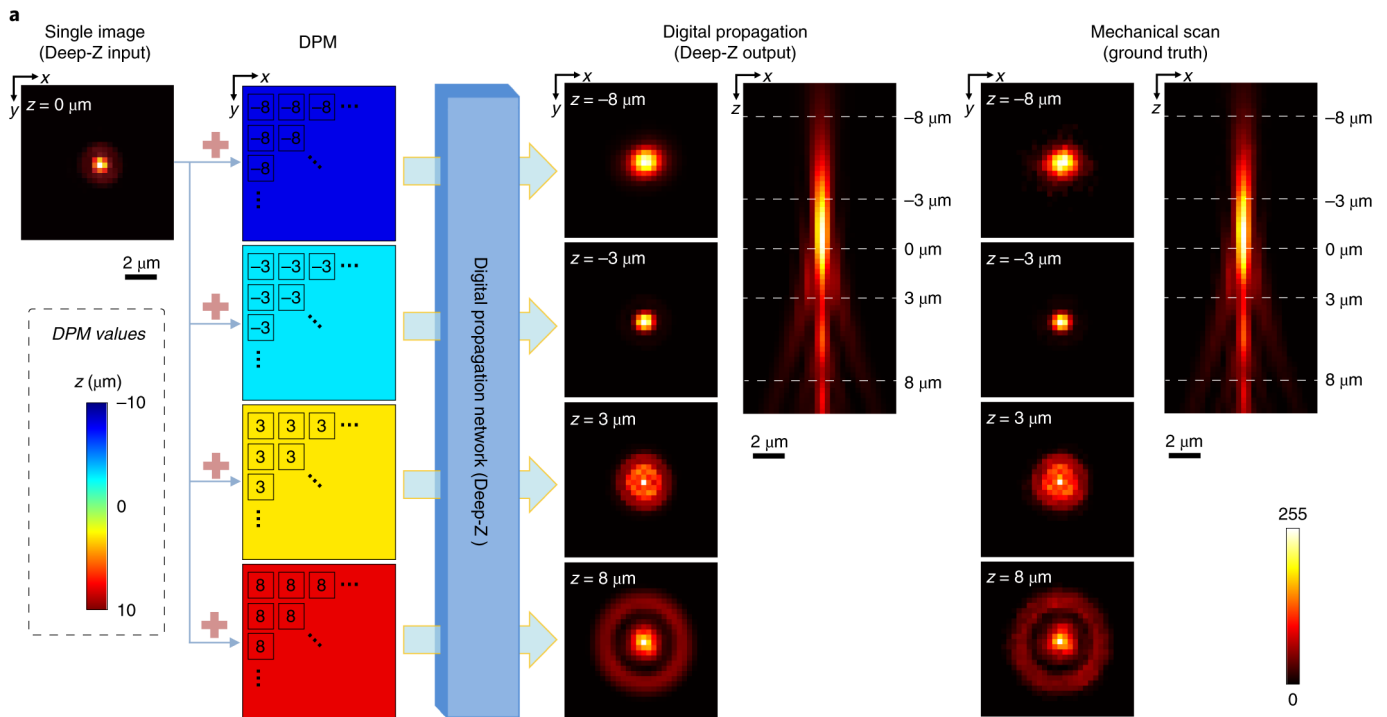 a
Single image
(Deep-Z input)
x
y
z = 0 µm
2 µm
DPM values
z (µm)
−10
0
10
DPM
x
y
−8 −8 −8 ···
−8 −8 ⋱
−8
⋮
−3 −3 −3 ···
−3 −3 ⋱
−3
⋮
3 3 3 ···
3 3 ⋱
3
⋮
8 8 8 ···
8 8 ⋱
8
⋮
Digital propagation network (Deep-Z )
Digital propagation
(Deep-Z output)
x
y
z = −8 µm
z = −3 µm
z = 3 µm
z = 8 µm
x
z
−8 µm
−3 µm
0 µm
3 µm
8 µm
2 µm
Mechanical scan
(ground truth)
x
y
z = −8 µm
z = −3 µm
z = 3 µm
z = 8 µm
x
z
−8 µm
−3 µm
0 µm
3 µm
8 µm
2 µm
255
0